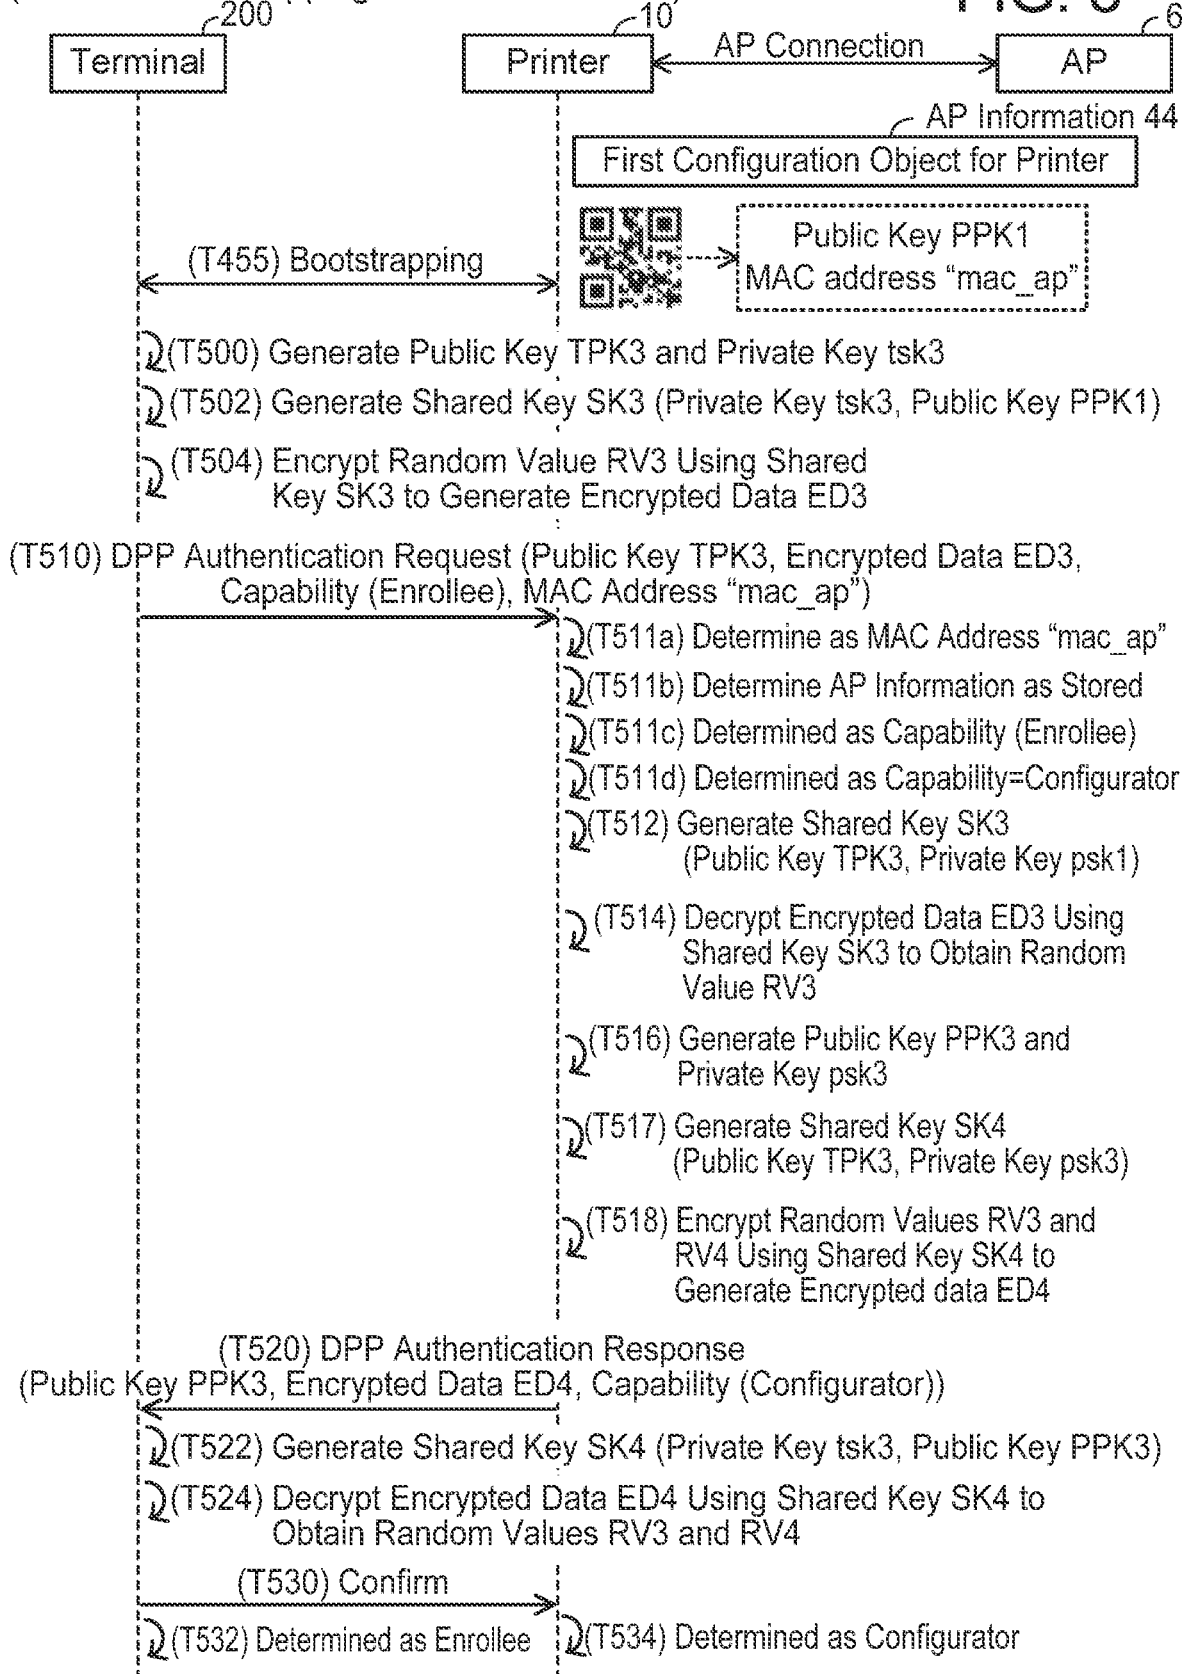 200
10
6
Terminal
Printer
AP Connection
AP
AP Information 44
First Configuration Object for Printer
Public Key PPK1
MAC address “mac_ap”
(T455) Bootstrapping
(T500) Generate Public Key TPK3 and Private Key tsk3
(T502) Generate Shared Key SK3 (Private Key tsk3, Public Key PPK1)
(T504) Encrypt Random Value RV3 Using Shared
Key SK3 to Generate Encrypted Data ED3
(T510) DPP Authentication Request (Public Key TPK3, Encrypted Data ED3,
Capability (Enrollee), MAC Address “mac_ap”)
(T511a) Determine as MAC Address “mac_ap”
(T511b) Determine AP Information as Stored
(T511c) Determined as Capability (Enrollee)
(T511d) Determined as Capability=Configurator
(T512) Generate Shared Key SK3
(Public Key TPK3, Private Key psk1)
(T514) Decrypt Encrypted Data ED3 Using
Shared Key SK3 to Obtain Random
Value RV3
(T516) Generate Public Key PPK3 and
Private Key psk3
(T517) Generate Shared Key SK4
(Public Key TPK3, Private Key psk3)
(T518) Encrypt Random Values RV3 and
RV4 Using Shared Key SK4 to
Generate Encrypted data ED4
(T520) DPP Authentication Response
(Public Key PPK3, Encrypted Data ED4, Capability (Configurator))
(T522) Generate Shared Key SK4 (Private Key tsk3, Public Key PPK3)
(T524) Decrypt Encrypted Data ED4 Using Shared Key SK4 to
Obtain Random Values RV3 and RV4
(T530) Confirm
(T532) Determined as Enrollee
(T534) Determined as Configurator